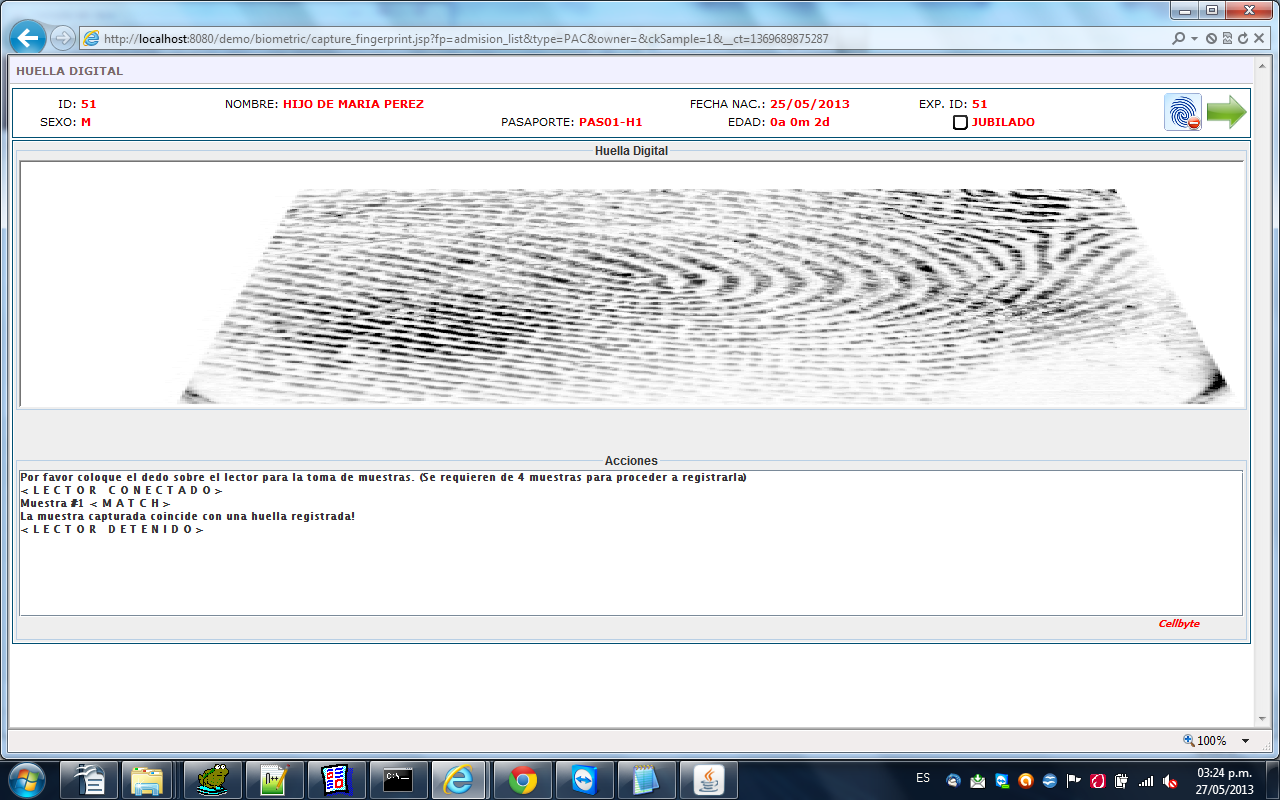 http://localhost:8080/demo/biometric/capture_fingerprint.jsp?fp=admision_list&type=PAC&owner=&ckSample=1&__ct=1369689875287
HUELLA DIGITAL
ID: 51 NOMBRE: HIJO DE MARIA PEREZ FECHA NAC.: 25/05/2013 EXP. ID: 51
SEXO: M PASAPORTE: PAS01-H1 EDAD: 0a 0m 2d JUBILADO
Huella Digital
Acciones
Por favor coloque el dedo sobre el lector para la toma de muestras. (Se requieren de 4 muestras para proceder a registrarla)
< L E C T O R   C O N E C T A D O >
Muestra #1 < M A T C H >
La muestra capturada coincide con una huella registrada!
< L E C T O R   D E T E N I D O >
Cellbyte
100%
C:\_
ES
03:24 p.m.
27/05/2013